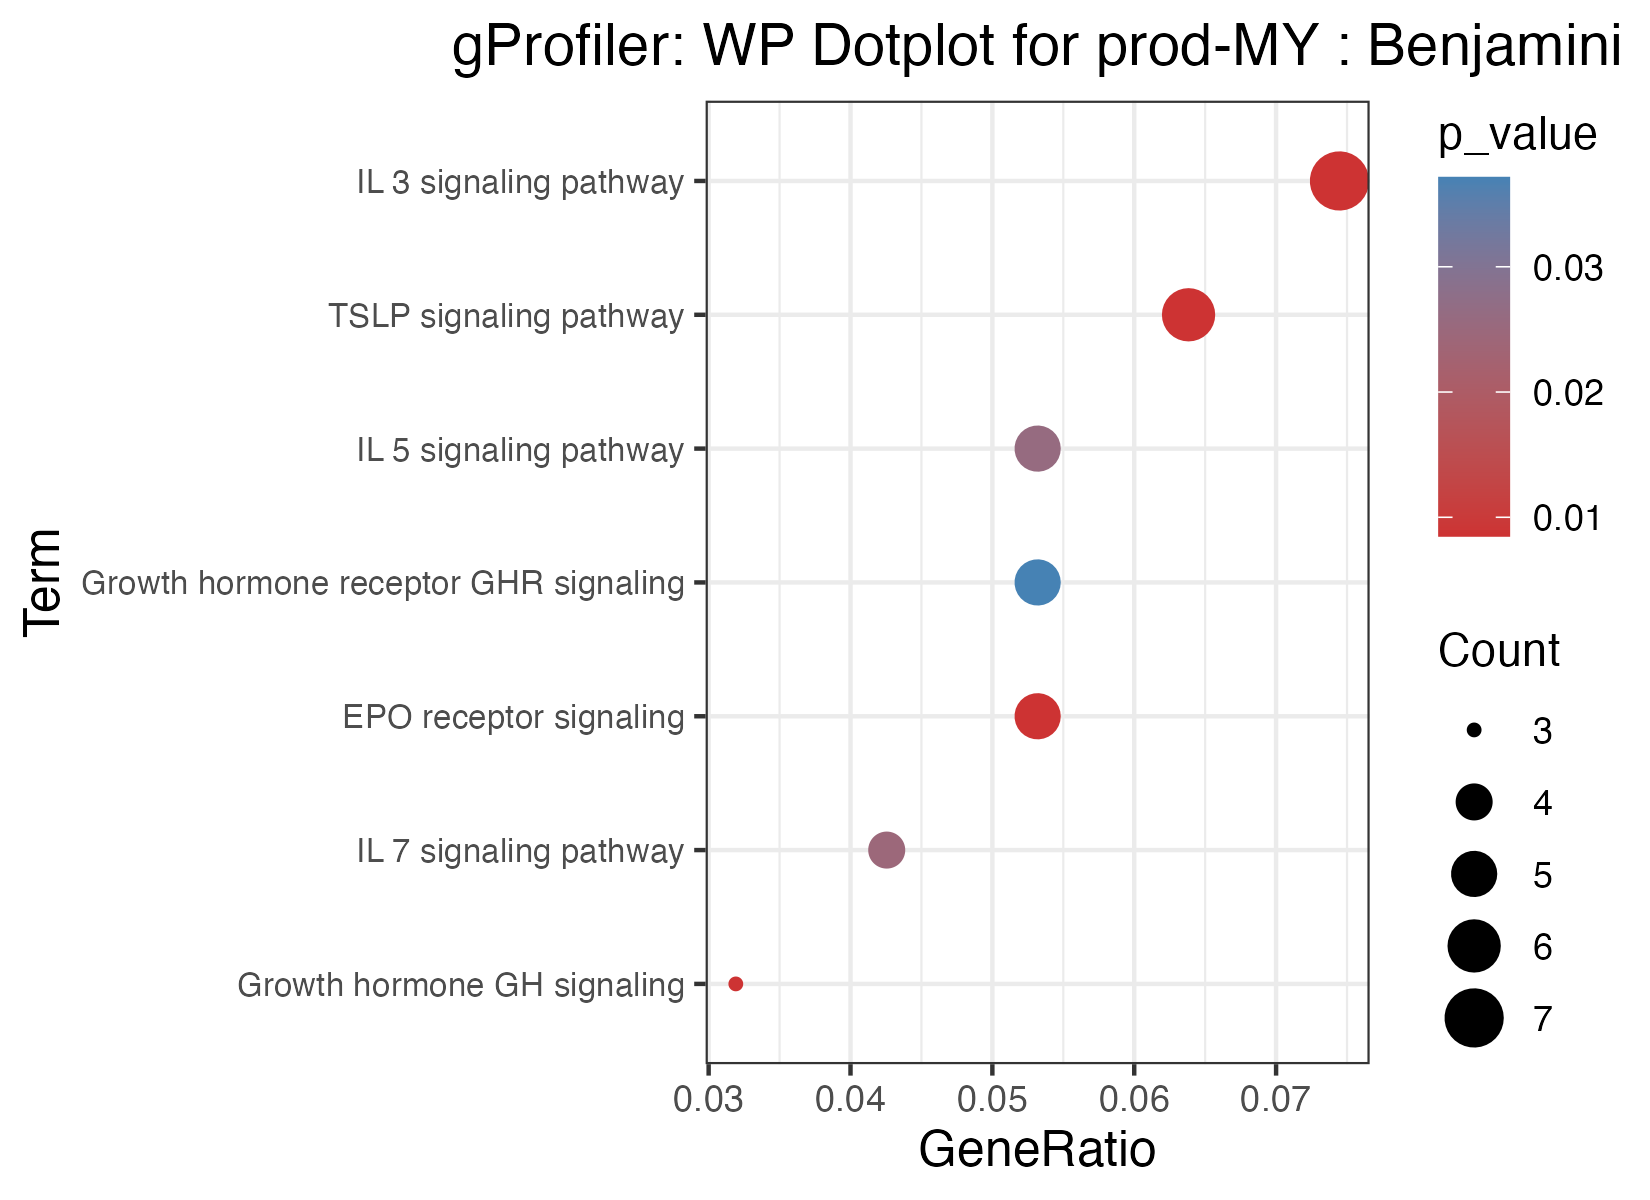 gProfiler: WP Dotplot for prod-MY : Benjamini
Term
IL 3 signaling pathway
TSLP signaling pathway
IL 5 signaling pathway
Growth hormone receptor GHR signaling
EPO receptor signaling
IL 7 signaling pathway
Growth hormone GH signaling
0.03 0.04 0.05 0.06 0.07
GeneRatio
p_value
0.03
0.02
0.01
Count
3
4
5
6
7